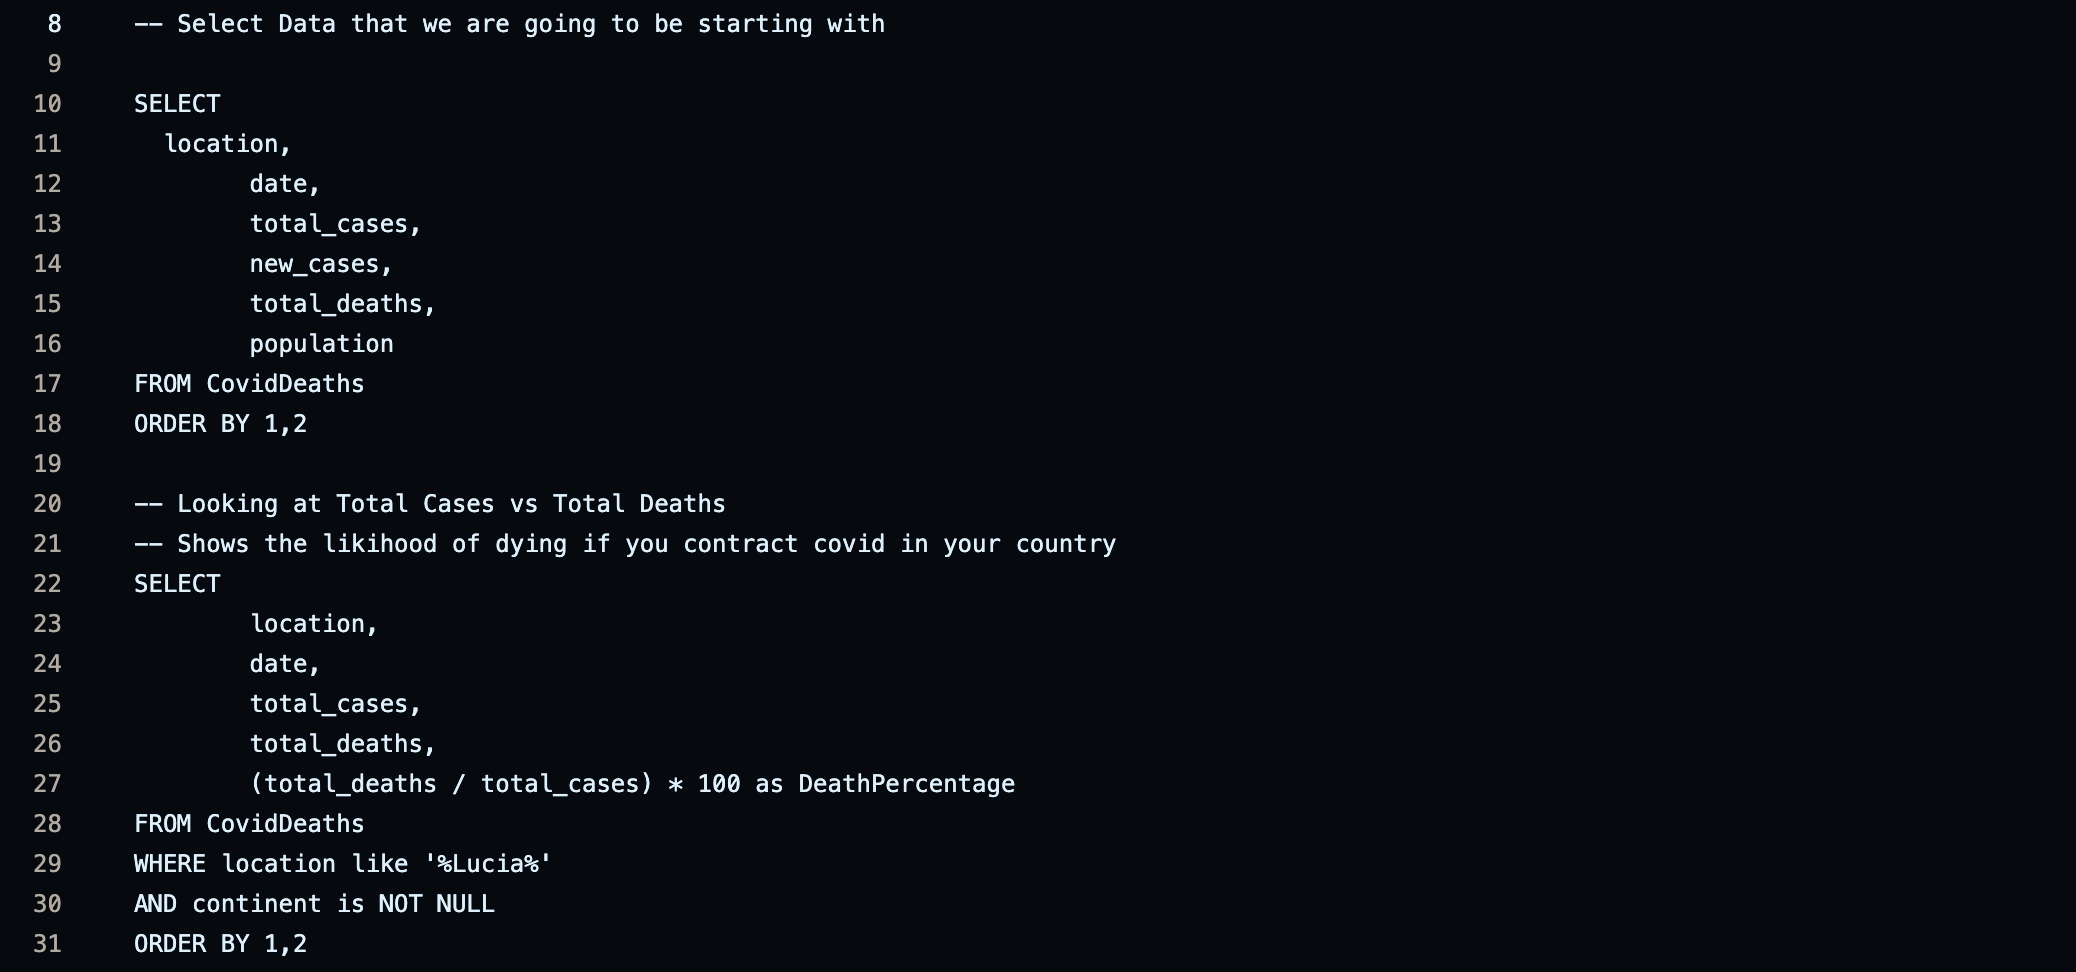 8 -- Select Data that we are going to be starting with
9
10 SELECT
11 location,
12 date,
13 total_cases,
14 new_cases,
15 total_deaths,
16 population
17 FROM CovidDeaths
18 ORDER BY 1,2
19
20 -- Looking at Total Cases vs Total Deaths
21 -- Shows the likihood of dying if you contract covid in your country
22 SELECT
23 location,
24 date,
25 total_cases,
26 total_deaths,
27 (total_deaths / total_cases) * 100 as DeathPercentage
28 FROM CovidDeaths
29 WHERE location like '%Lucia%'
30 AND continent is NOT NULL
31 ORDER BY 1,2